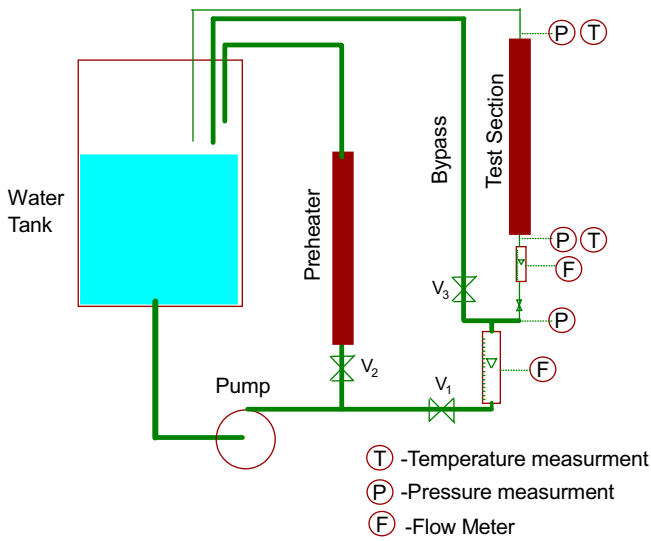 P T
Test Section
Bypass
Water
Tank
Preheater
P T
F
V3
P
V2
Pump
V1
F
T -Temperature measurment
P -Pressure measurment
F -Flow Meter